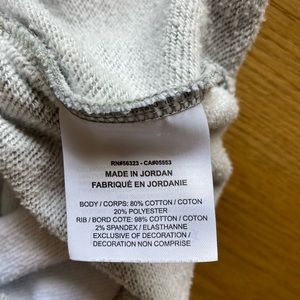 RN#56323 - CA#05553
MADE IN JORDAN
FABRIQUÉ EN JORDANIE
BODY / CORPS: 80% COTTON / COTON
20% POLYESTER
RIB / BORD COTE: 98% COTTON / COTON
2% SPANDEX / ELASTHANNE
EXCLUSIVE OF DECORATION /
DECORATION NON COMPRISE